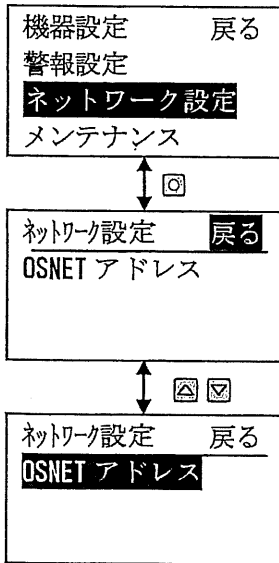 機器設定 戻る
警報設定
ネットワーク設定
メンテナンス
ネットワーク設定 戻る
OSNET アドレス
ネットワーク設定 戻る
OSNET アドレス